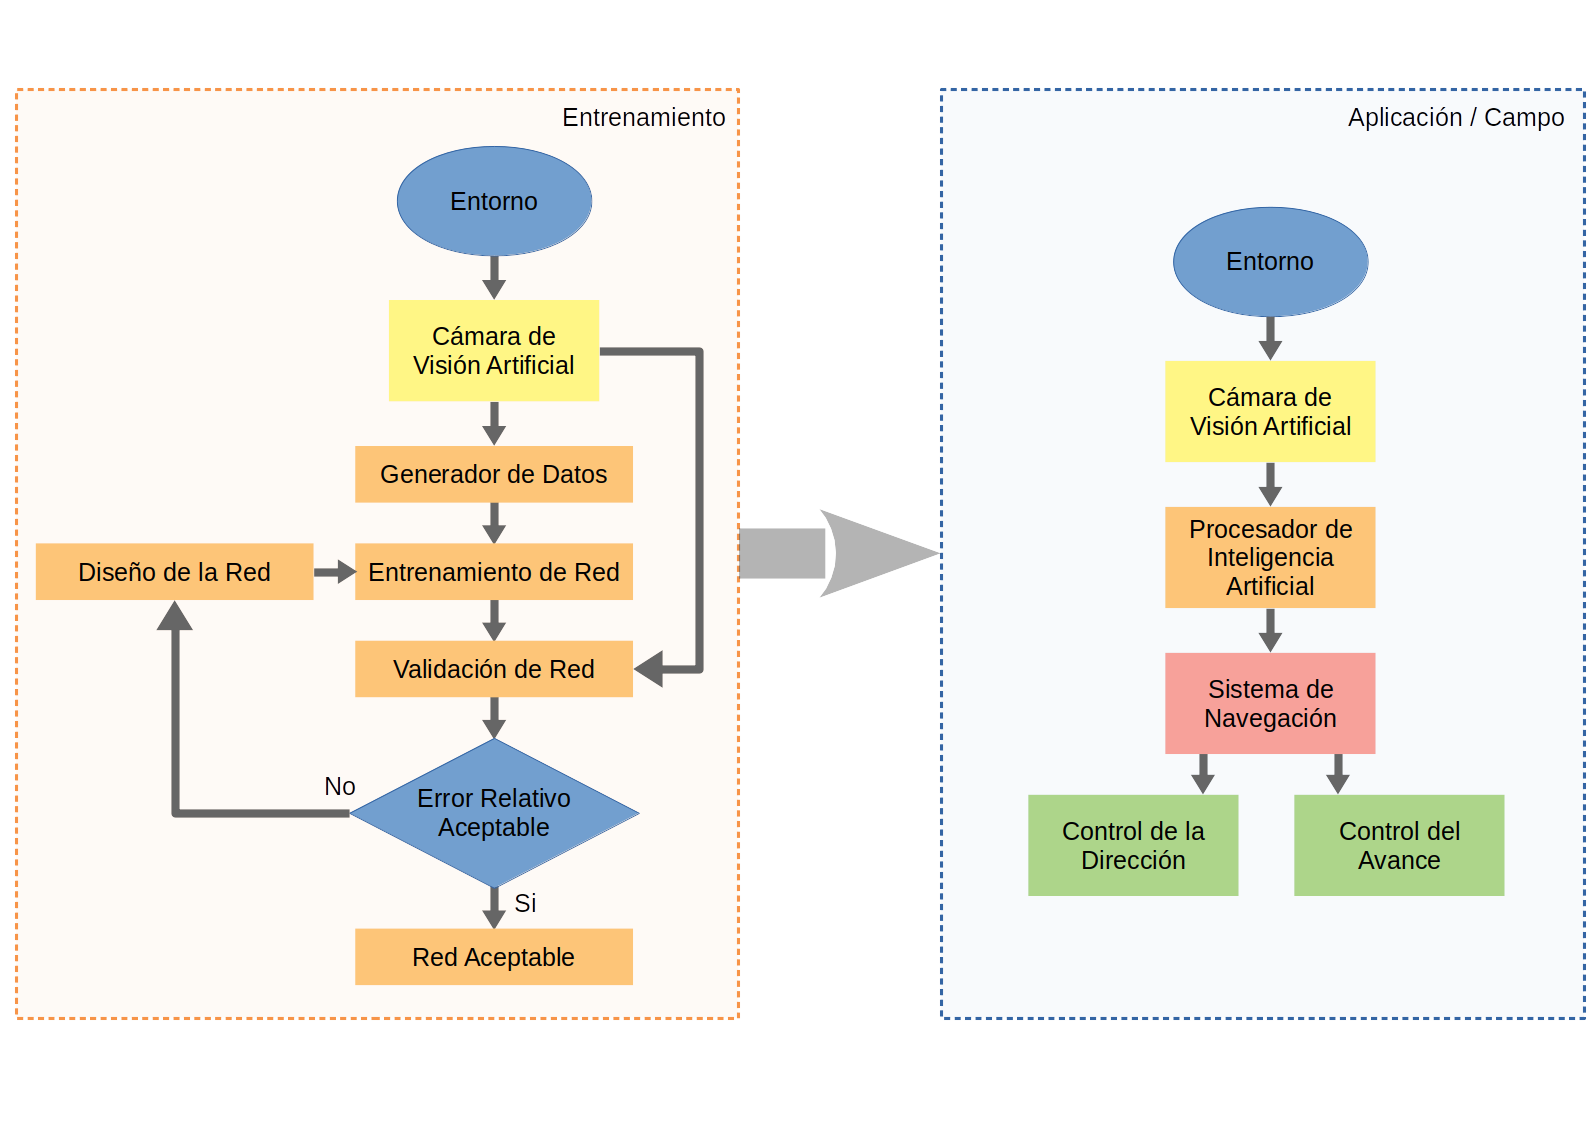 Entrenamiento
Entorno
Cámara de
Visión Artificial
Generador de Datos
Diseño de la Red
Entrenamiento de Red
Validación de Red
No
Error Relativo
Aceptable
Si
Red Aceptable
Aplicación / Campo
Entorno
Cámara de
Visión Artificial
Procesador de
Inteligencia
Artificial
Sistema de
Navegación
Control de la
Dirección
Control del
Avance